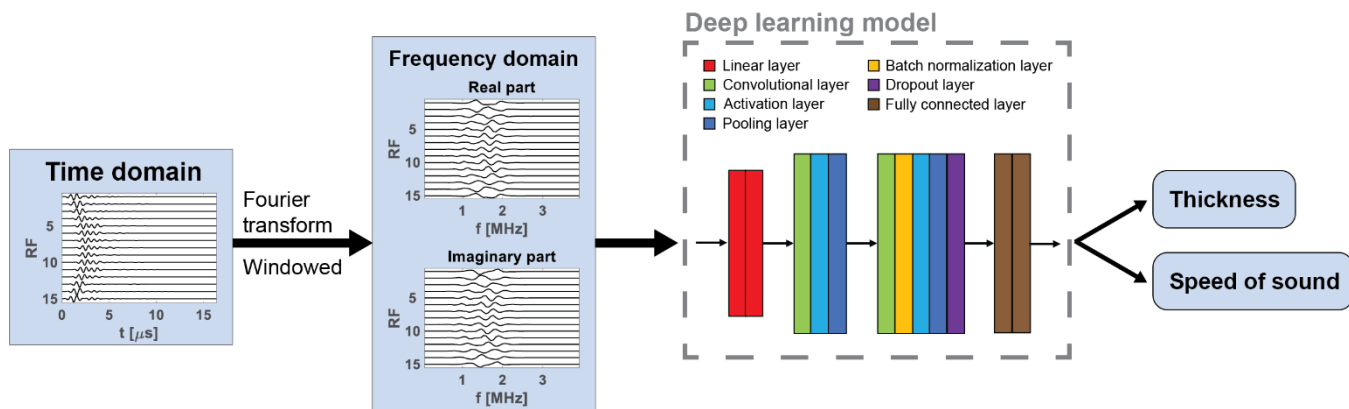 Time domain
RF
5
10
15
0
5
10
15
t [μs]
Fourier
transform
Windowed
Frequency domain
Real part
RF
5
10
15
1
2
3
f [MHz]
Imaginary part
RF
5
10
15
1
2
3
f [MHz]
Deep learning model
Linear layer
Convolutional layer
Activation layer
Pooling layer
Batch normalization layer
Dropout layer
Fully connected layer
Thickness
Speed of sound